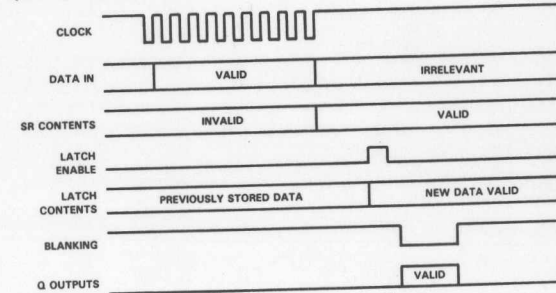 CLOCK
DATA IN
VALID
IRRELEVANT
SR CONTENTS
INVALID
VALID
LATCH
ENABLE
LATCH
CONTENTS
PREVIOUSLY STORED DATA
NEW DATA VALID
BLANKING
Q OUTPUTS
VALID